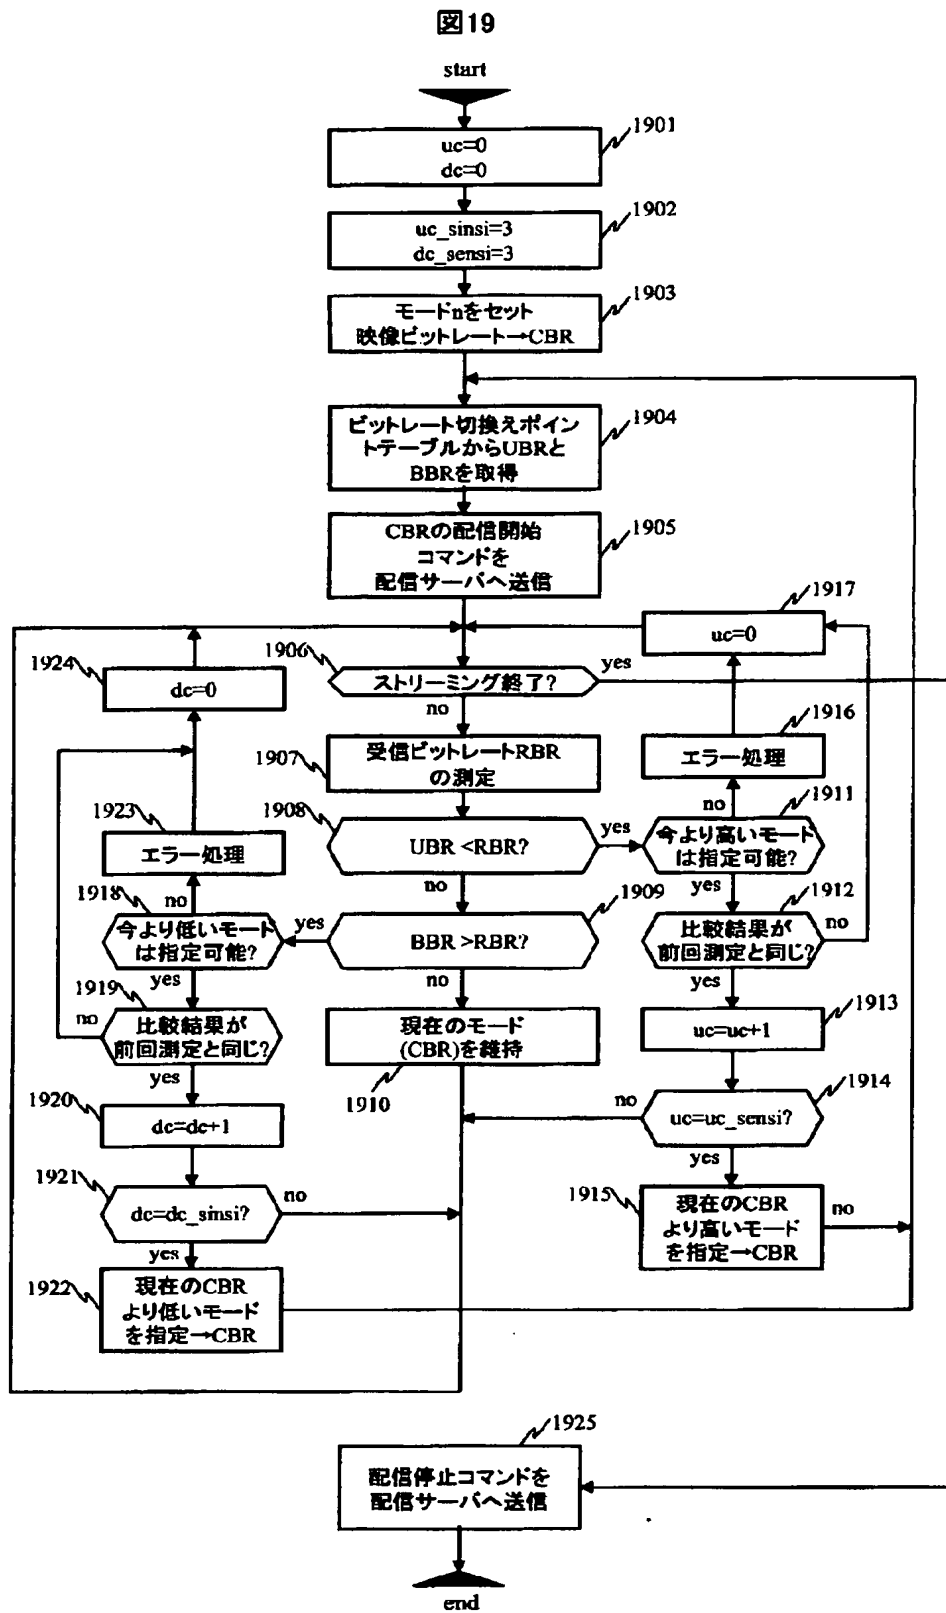 図19
start
1901
uc=0
dc=0
1902
uc_sinsi=3
dc_sensi=3
1903
モードnをセット
映像ビットレート→CBR
1904
ビットレート切換えポイン
トテーブルからUBRと
BBRを取得
1905
CBRの配信開始
コマンドを
配信サーバへ送信
1917
uc=0
1906
ストリーミング終了?
yes
no
1924
dc=0
1916
エラー処理
no
1907
受信ビットレートRBR
の測定
1908
UBR <RBR?
yes
no
1911
今より高いモード
は指定可能?
yes
1923
エラー処理
no
1918
今より低いモード
は指定可能?
yes
yes
1909
BBR >RBR?
no
1912
比較結果が
前回測定と同じ?
no
yes
1919
no
比較結果が
前回測定と同じ?
yes
現在のモード
(CBR)を維持
1910
1913
uc=uc+1
1920
dc=dc+1
1914
uc=uc_sensi?
no
yes
1921
dc=dc_sinsi?
no
yes
1915
現在のCBR
より高いモード
を指定→CBR
no
1922
現在のCBR
より低いモード
を指定→CBR
1925
配信停止コマンドを
配信サーバへ送信
end